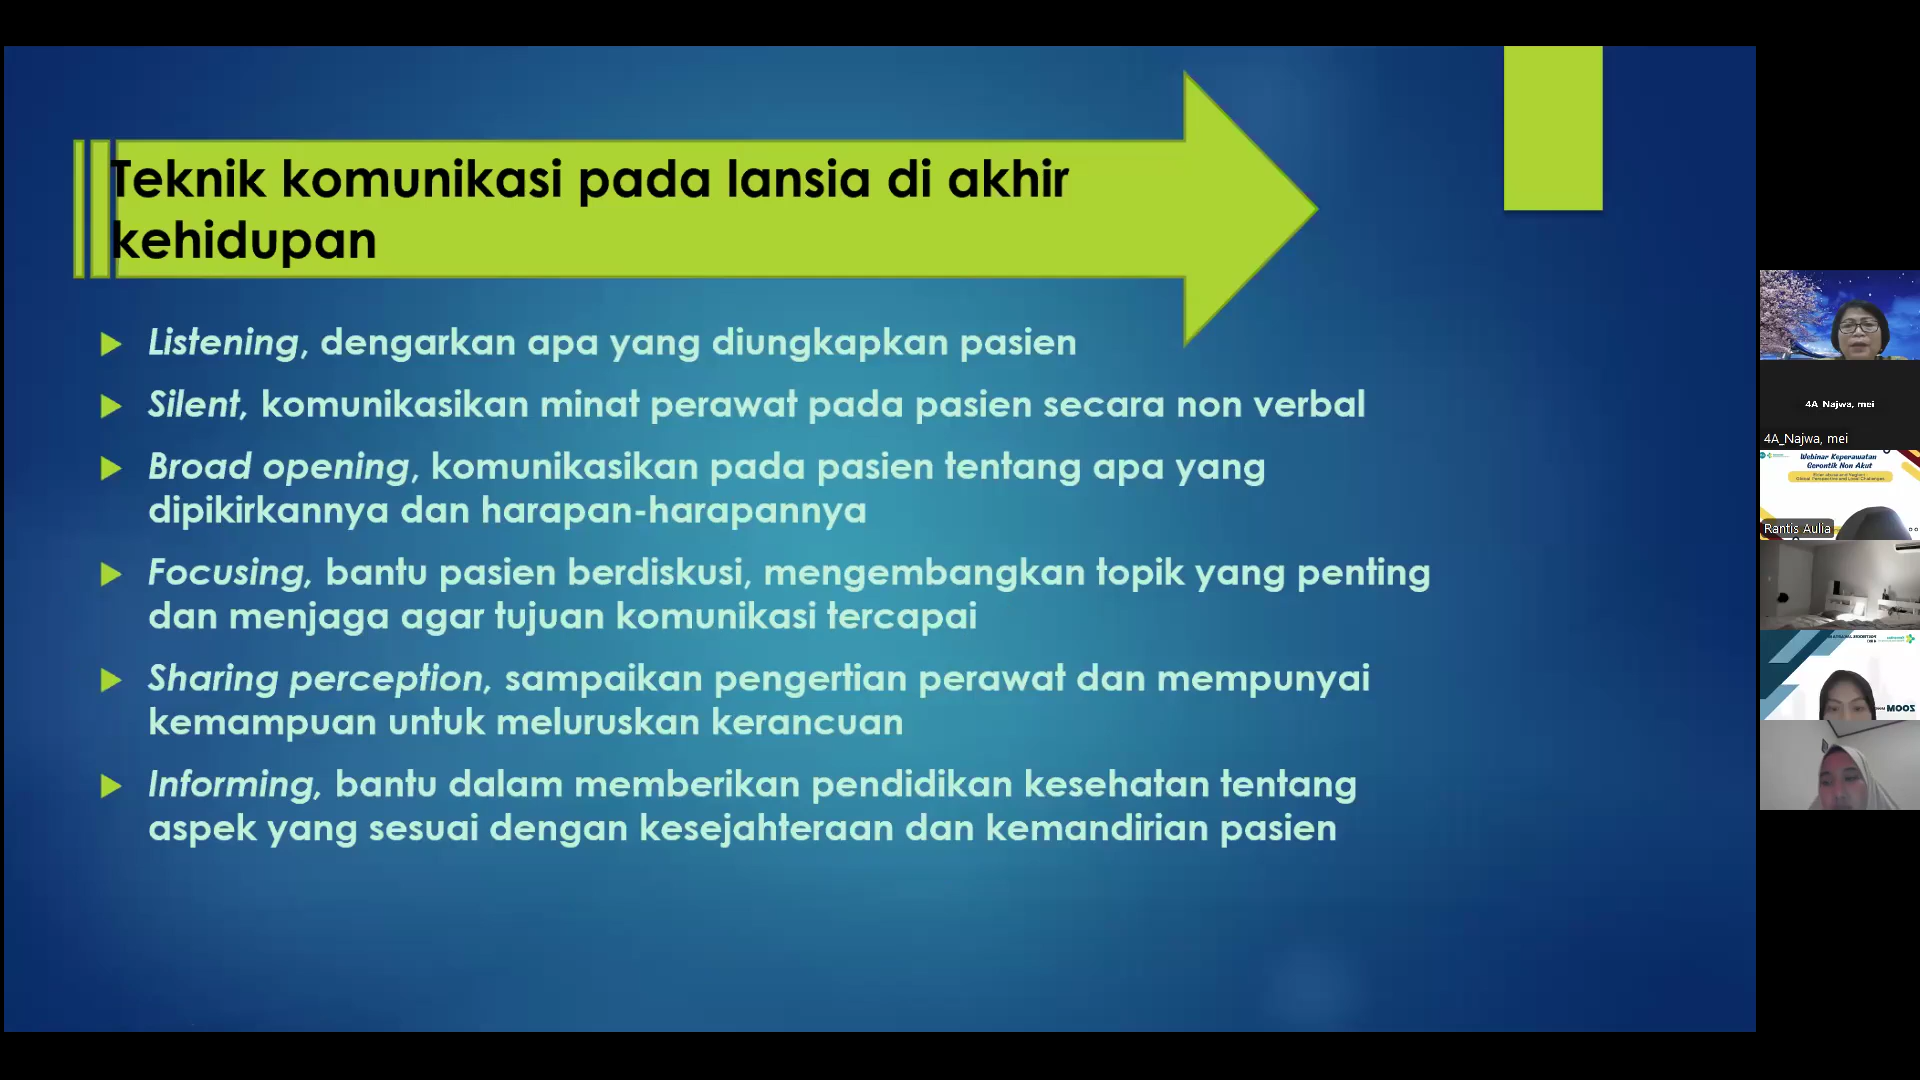 Teknik komunikasi pada lansia di akhir
kehidupan
Listening, dengarkan apa yang diungkapkan pasien
Silent, komunikasikan minat perawat pada pasien secara non verbal
Broad opening, komunikasikan pada pasien tentang apa yang
dipikirkannya dan harapan-harapannya
Focusing, bantu pasien berdiskusi, mengembangkan topik yang penting
dan menjaga agar tujuan komunikasi tercapai
Sharing perception, sampaikan pengertian perawat dan mempunyai
kemampuan untuk meluruskan kerancuan
Informing, bantu dalam memberikan pendidikan kesehatan tentang
aspek yang sesuai dengan kesejahteraan dan kemandirian pasien
4A_Najwa, mei
4A_Najwa, mei
Webinar Keperawatan
Gerontik Non Akut
Rantis Aulia
ZOOM